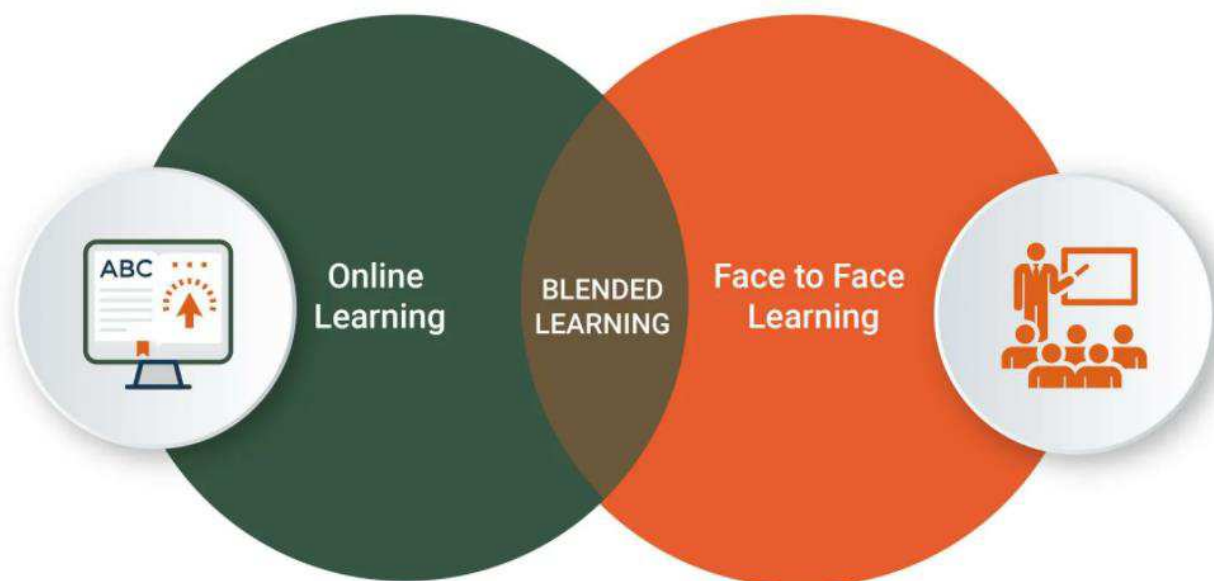 ABC
Online
Learning
BLENDED
LEARNING
Face to Face
Learning